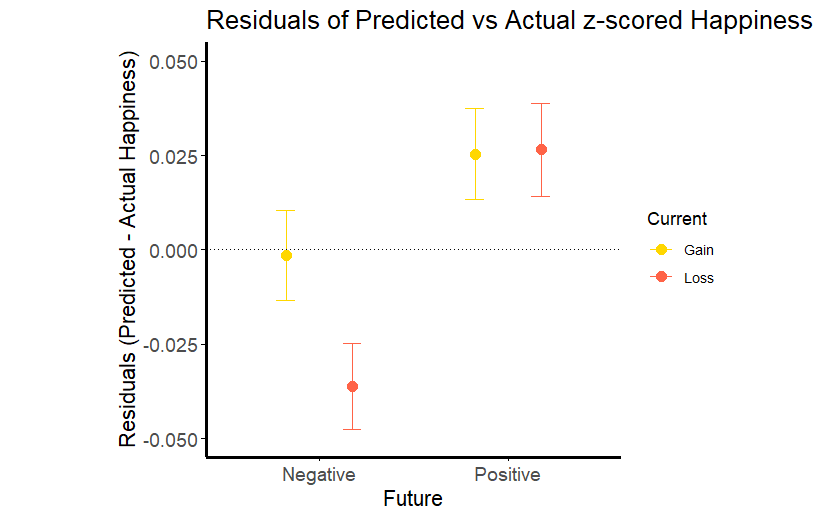 Residuals of Predicted vs Actual z-scored Happiness
Residuals (Predicted - Actual Happiness)
0.050
0.025
0.000
-0.025
-0.050
Negative
Positive
Future
Current
Gain
Loss